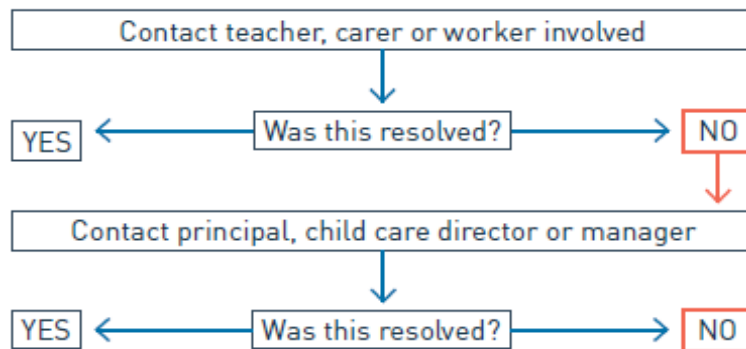 Contact teacher, carer or worker involved
YES
Was this resolved?
NO
Contact principal, child care director or manager
YES
Was this resolved?
NO